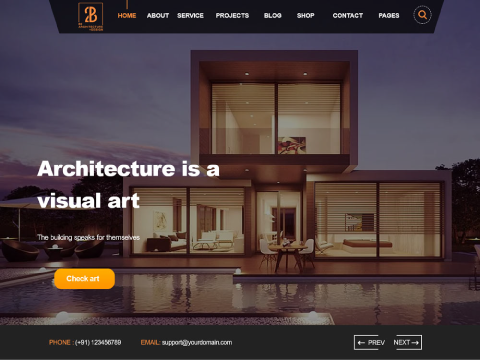 2B
HOME ABOUT SERVICE PROJECTS BLOG SHOP CONTACT PAGES
Architecture is a
visual art
The building speaks for themselves
Check art
PHONE : (+91) 123456789 EMAIL: support@yourdomain.com ← PREV NEXT →